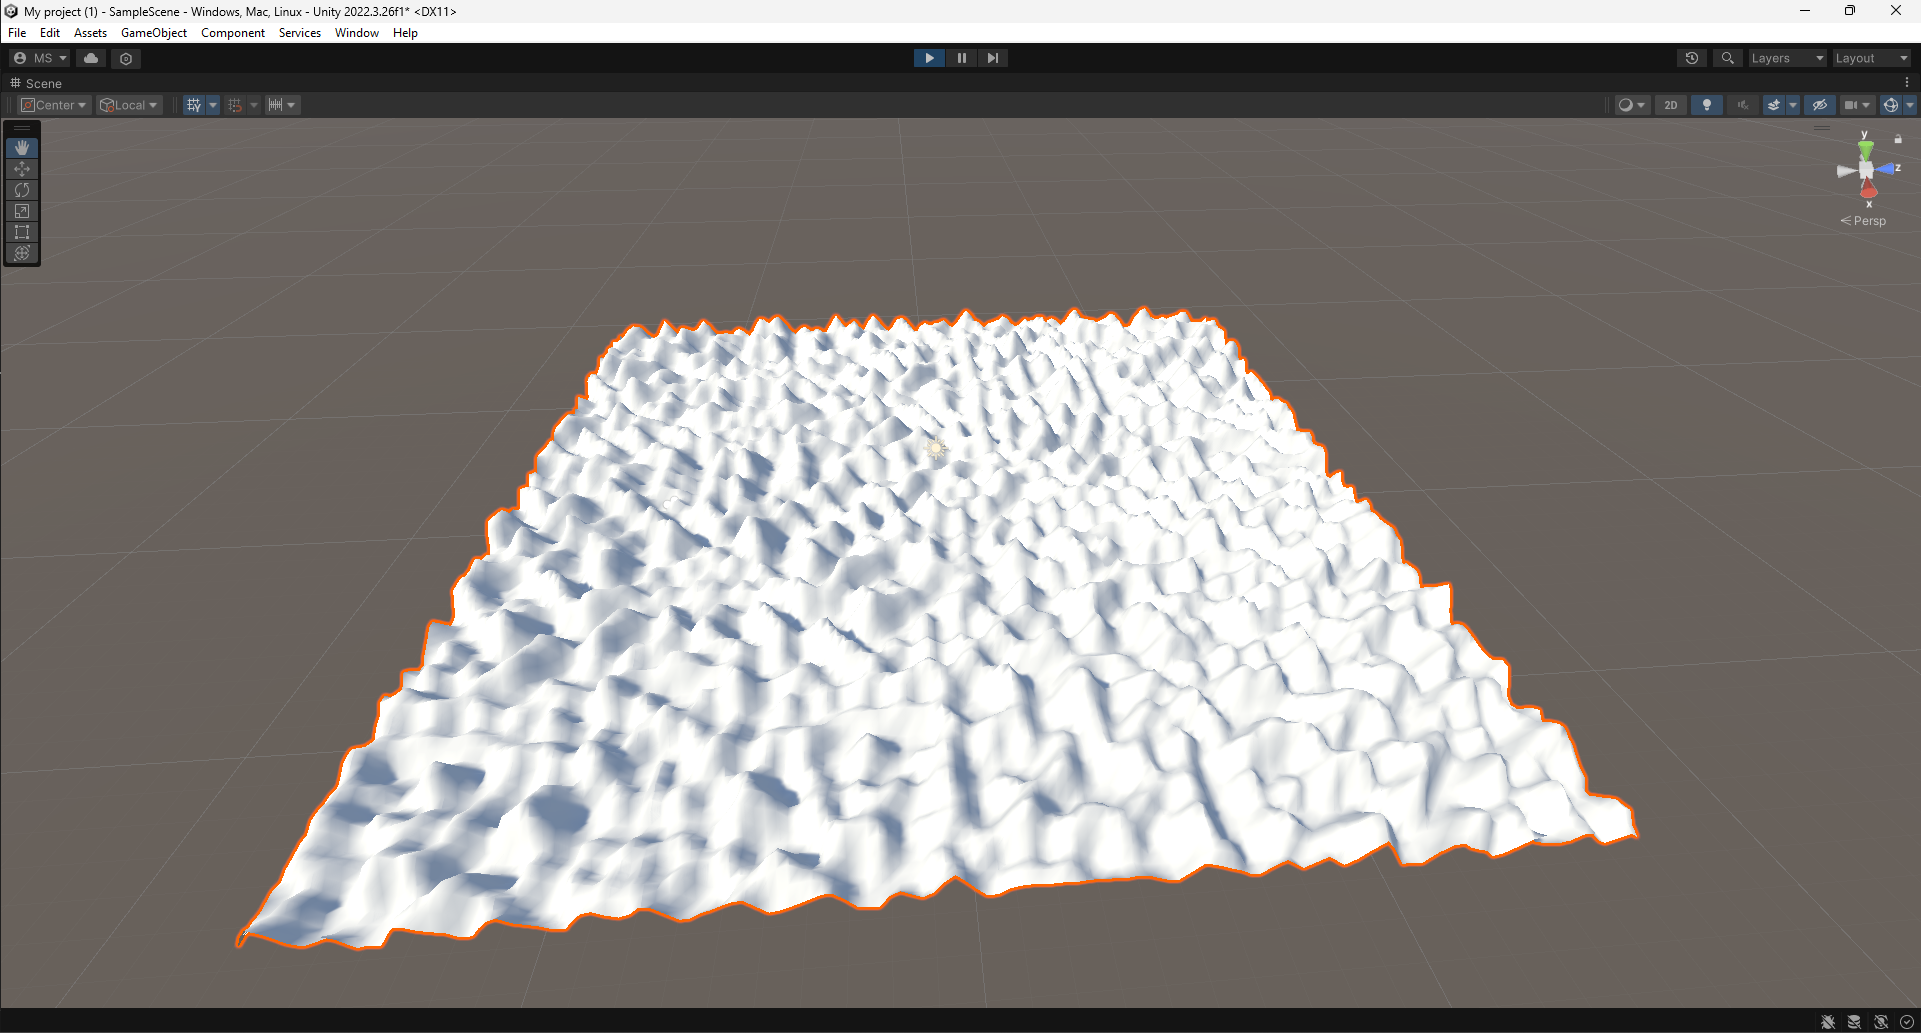 My project (1) - SampleScene - Windows, Mac, Linux - Unity 2022.3.26f1* <DX11>
File Edit Assets GameObject Component Services Window Help
MS Layers Layout
Scene
Center Local 2D
y
z
x
< Persp